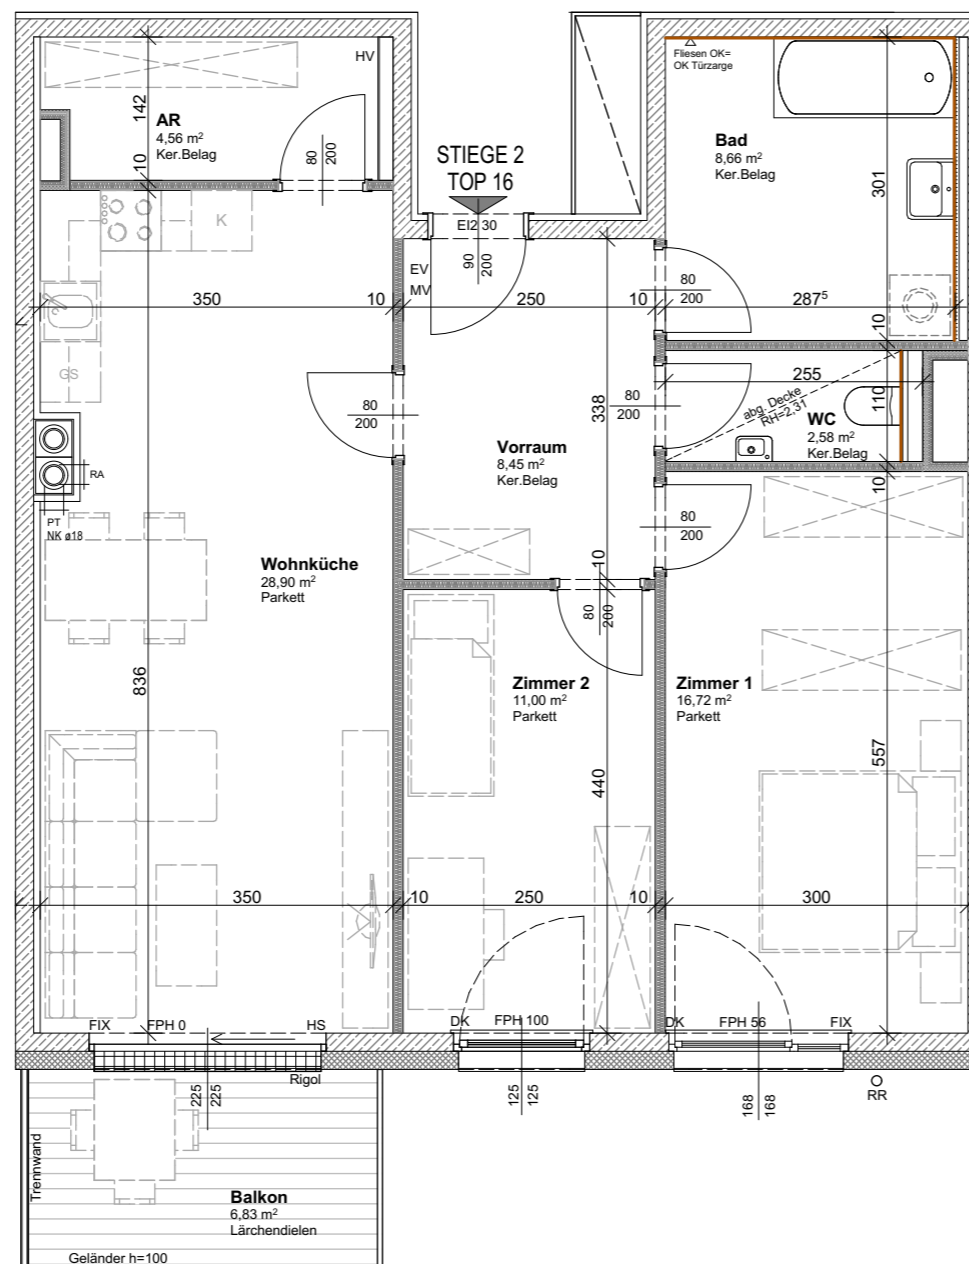 HV
AR
4,56 m²
Ker.Belag
142
10
80
200
STIEGE 2
TOP 16
EI2 30
90
200
EV
MV
Fliesen OK=
OK Türzarge
Bad
8,66 m²
Ker.Belag
301
K
350
10
250
10
80
200
287⁵
10
GS
80
200
338
80
200
255
abg. Decke
RH=2,31
110
WC
2,58 m²
Ker.Belag
Vorraum
8,45 m²
Ker.Belag
RA
PT
NK ø18
10
80
200
10
Wohnküche
28,90 m²
Parkett
80
200
836
Zimmer 2
11,00 m²
Parkett
Zimmer 1
16,72 m²
Parkett
440
557
350
10
250
10
300
FIX
FPH 0
HS
DK
FPH 100
DK
FPH 56
FIX
Rigol
225
225
125
125
168
168
RR
Trennwand
Balkon
6,83 m²
Lärchendielen
Geländer h=100